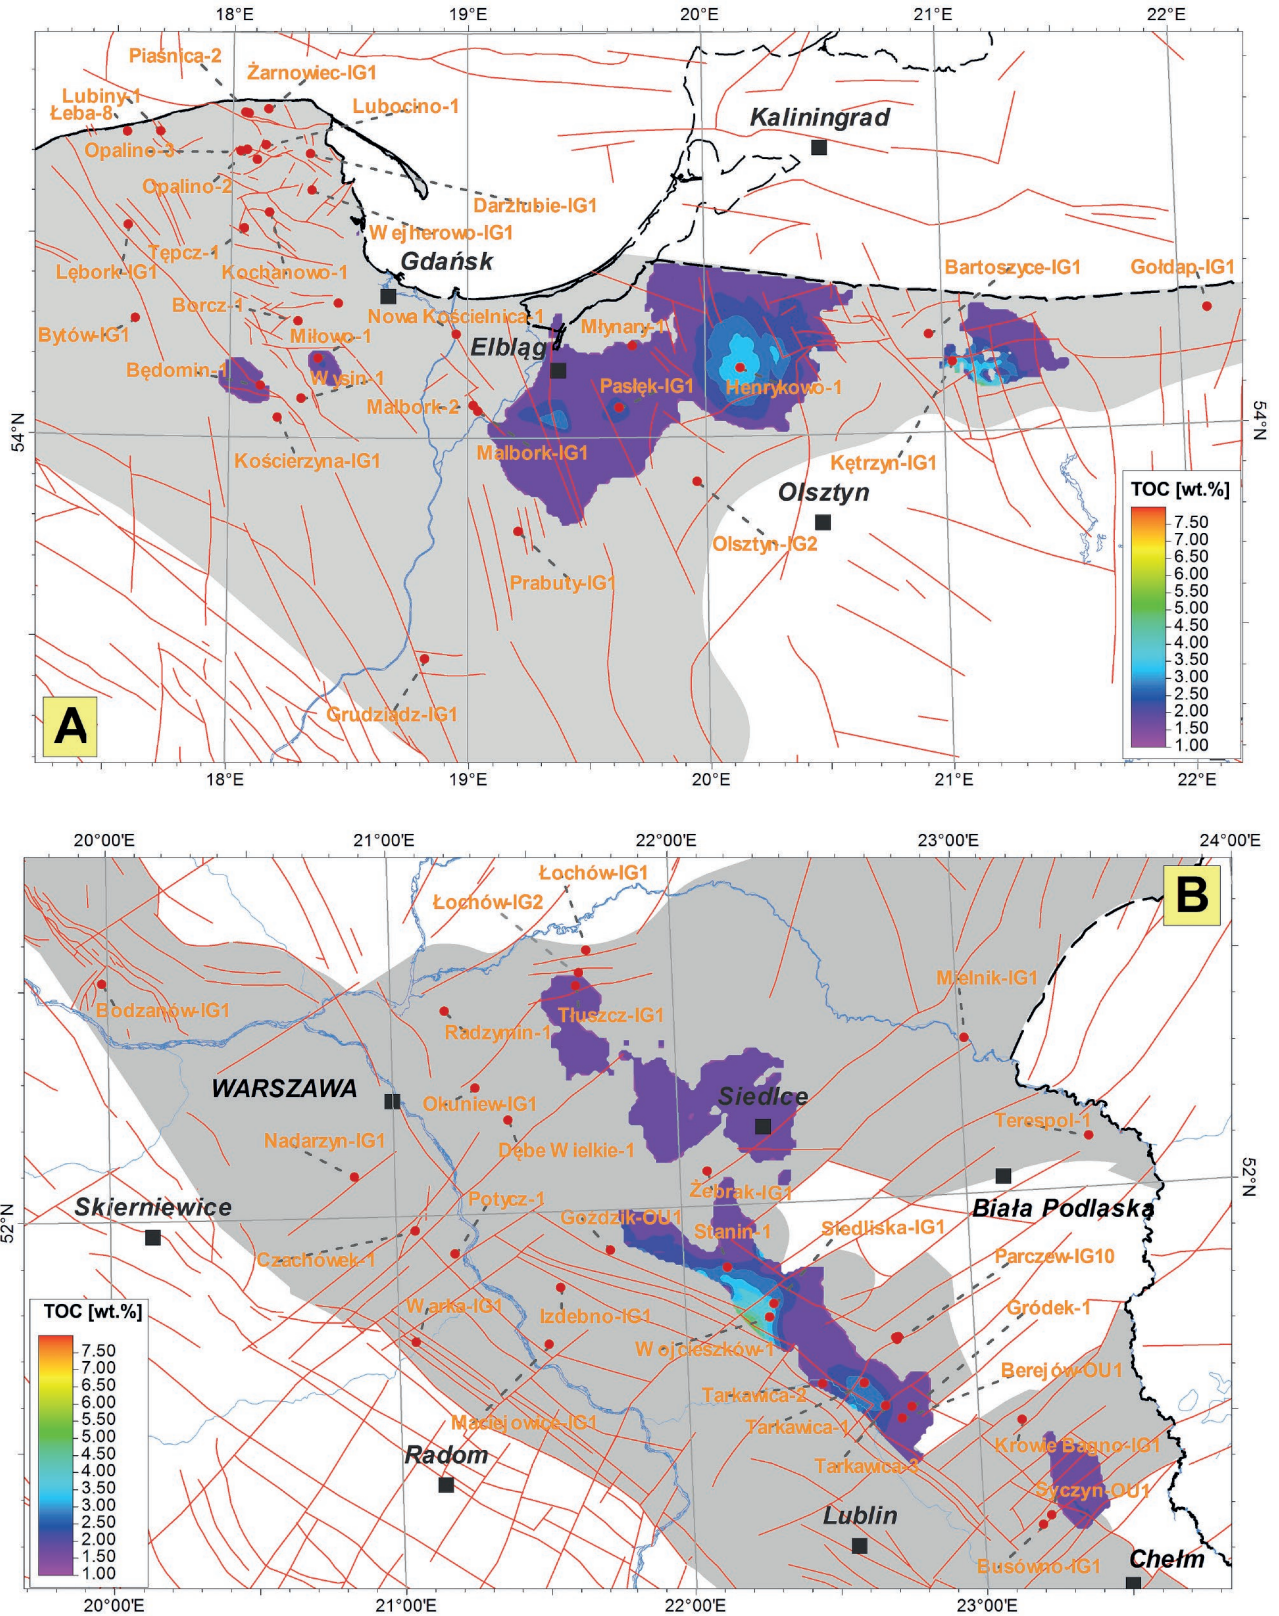 18°E
19°E
20°E
21°E
22°E
Piaśnica-2
Żarnowiec-IG1
Lubiny-1
Łeba-8
Lubocino-1
Kaliningrad
Opalino-3
Opalino-2
Darżlubie-IG1
Wejherowo-IG1
Tępcz-1
Gdańsk
Lębork-IG1
Kochanowo-1
Bartoszyce-IG1
Gołdap-IG1
Borcz-1
Nowa Kościelnica-1
Bytów-IG1
Miłowo-1
Młynary-1
Elbląg
Będomin-1
Wysin-1
Pasłęk-IG1
Henrykowo-1
Malbork-2
54°N
54°N
Kościerzyna-IG1
Malbork-IG1
Kętrzyn-IG1
Olsztyn
TOC [wt.%]
7.50
7.00
6.50
6.00
5.50
5.00
4.50
4.00
3.50
3.00
2.50
2.00
1.50
1.00
Olsztyn-IG2
Prabuty-IG1
Grudziądz-IG1
A
18°E
19°E
20°E
21°E
22°E
20°00'E
21°00'E
22°00'E
23°00'E
24°00'E
B
Łochów-IG1
Łochów-IG2
Mielnik-IG1
Bodzanów-IG1
Tłuszcz-IG1
Radzymin-1
WARSZAWA
Siedlce
Okuniew-IG1
Terespol-1
Nadarzyn-IG1
Dębe Wielkie-1
52°N
Potycz-1
Żebrak-IG1
Skierniewice
Biała Podlaska
52°N
Goździk-OU1
Stanin-1
Siedliska-IG1
Czachówek-1
Parczew-IG10
Warka-IG1
Izdebno-IG1
Gródek-1
TOC [wt.%]
7.50
7.00
6.50
6.00
5.50
5.00
4.50
4.00
3.50
3.00
2.50
2.00
1.50
1.00
Wojcieszków-1
Berejów-OU1
Tarkawica-2
Maciejowice-IG1
Tarkawica-1
Krowie Bagno-IG1
Radom
Tarkawica-3
Syczyn-OU1
Lublin
Busówno-IG1
Chełm
20°00'E
21°00'E
22°00'E
23°00'E